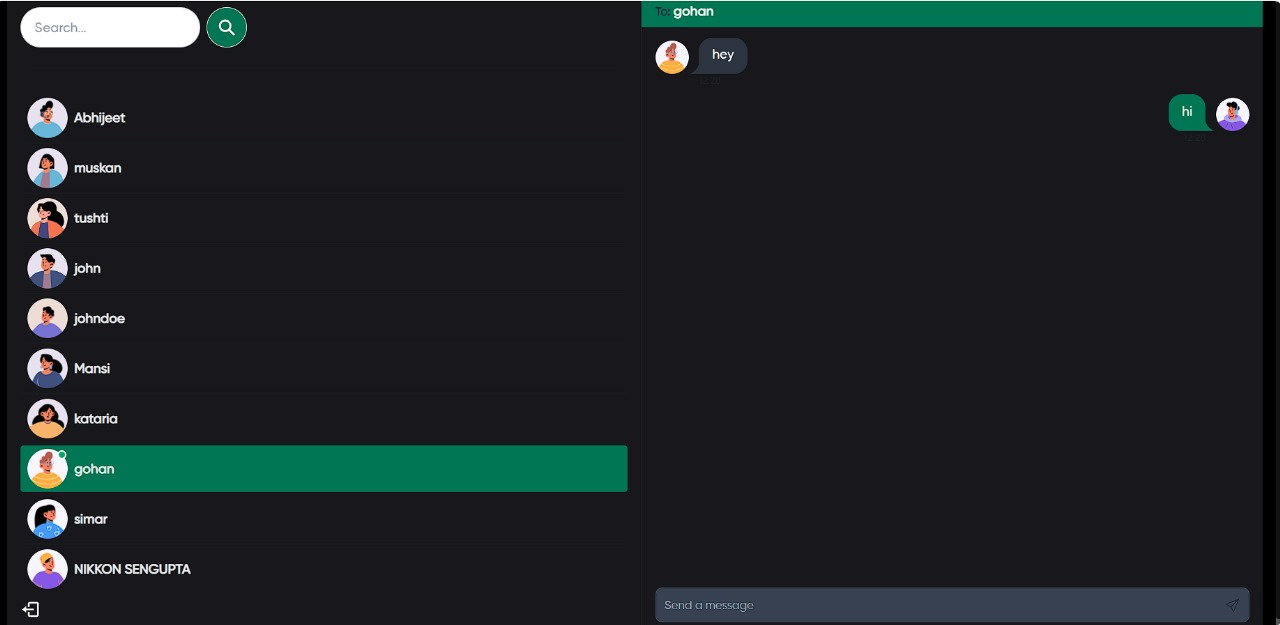 Search...
Abhijeet
muskan
tushti
john
johndoe
Mansi
kataria
gohan
simar
NIKKON SENGUPTA
To: gohan
hey
hi
Send a message